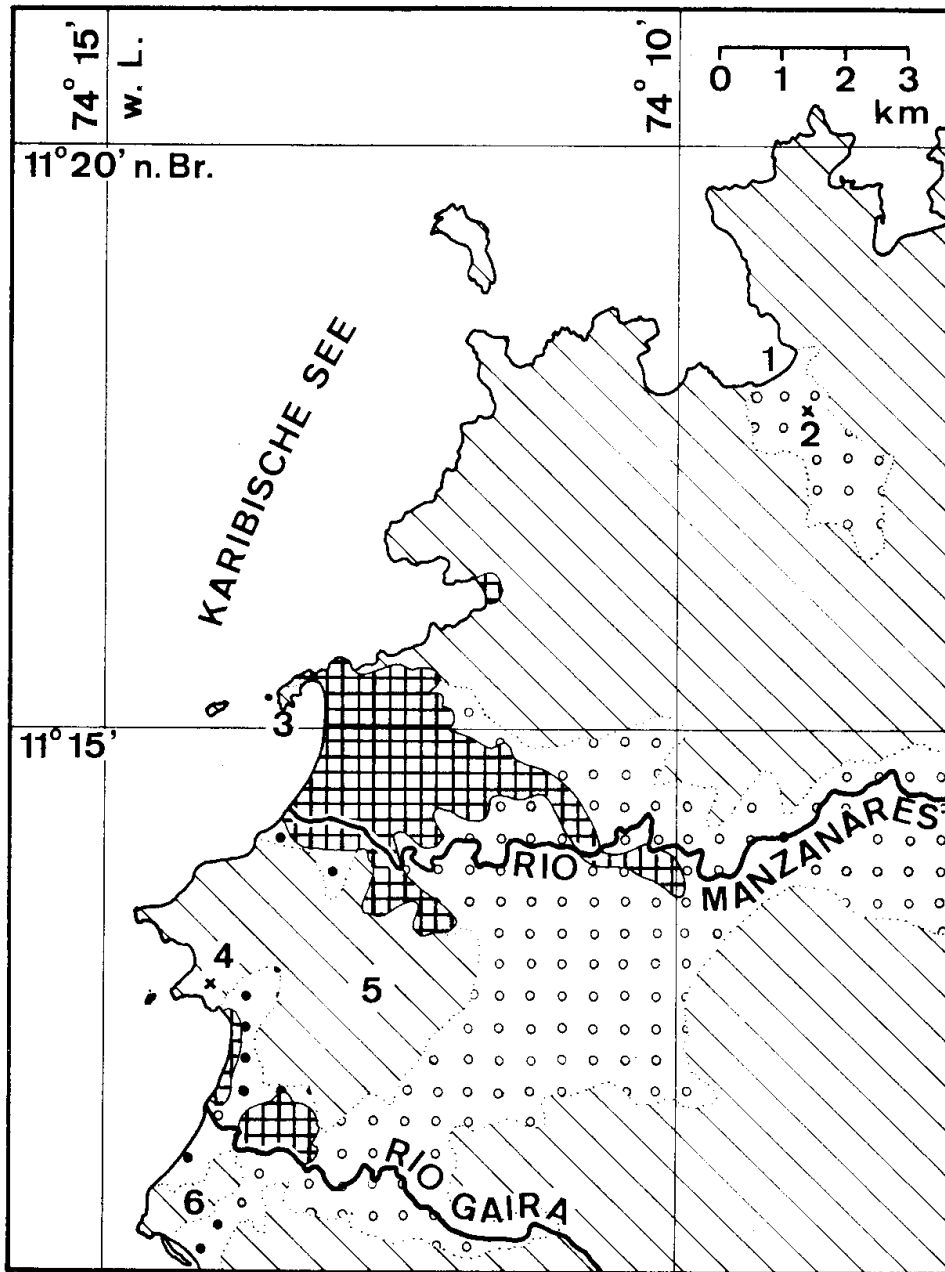 74° 15' w. L.
74° 10'
0 1 2 3
km
11°20' n. Br.
KARIBISCHE SEE
1
2
11°15'
3
RIO MANZANARES
4
5
6
RIO GAIRA